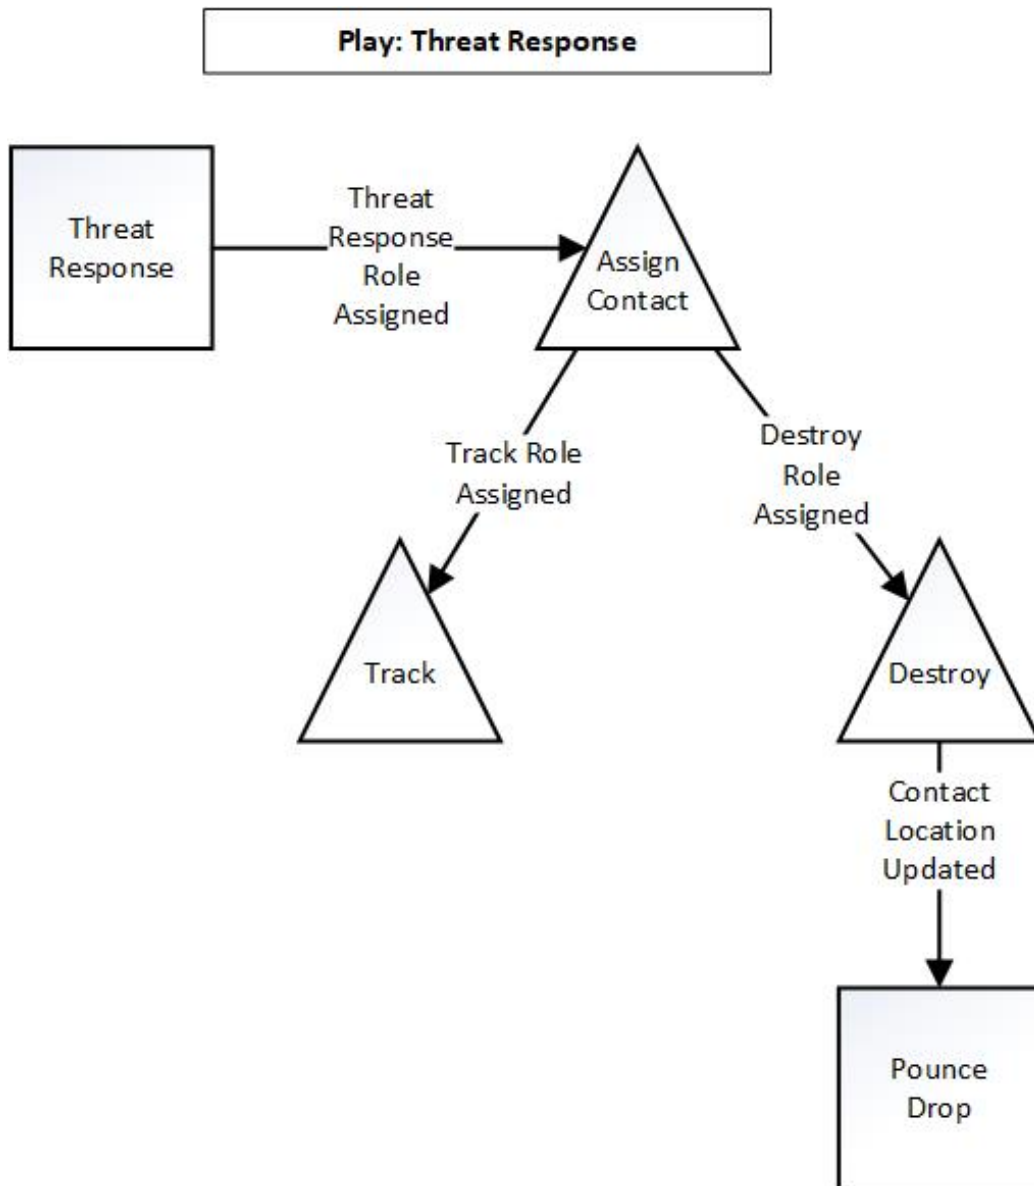 Play: Threat Response
Threat
Response
Threat
Response
Role
Assigned
Assign
Contact
Track Role
Assigned
Destroy
Role
Assigned
Track
Destroy
Contact
Location
Updated
Pounce
Drop